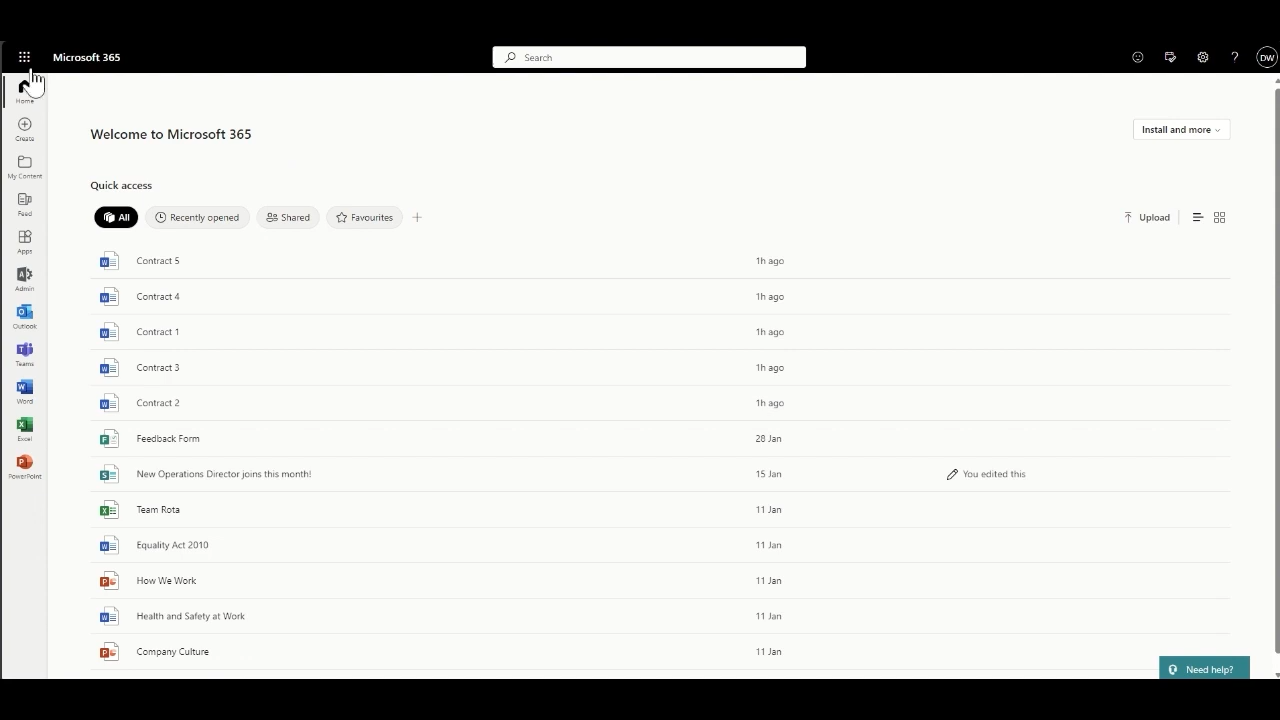 Microsoft 365
Search
DW
Home
Create
My Content
Feed
Apps
Admin
Outlook
Teams
Word
Excel
PowerPoint
Welcome to Microsoft 365
Install and more
Quick access
All
Recently opened
Shared
Favourites
Upload
Contract 5 1h ago
Contract 4 1h ago
Contract 1 1h ago
Contract 3 1h ago
Contract 2 1h ago
Feedback Form 28 Jan
New Operations Director joins this month! 15 Jan You edited this
Team Rota 11 Jan
Equality Act 2010 11 Jan
How We Work 11 Jan
Health and Safety at Work 11 Jan
Company Culture 11 Jan
Need help?